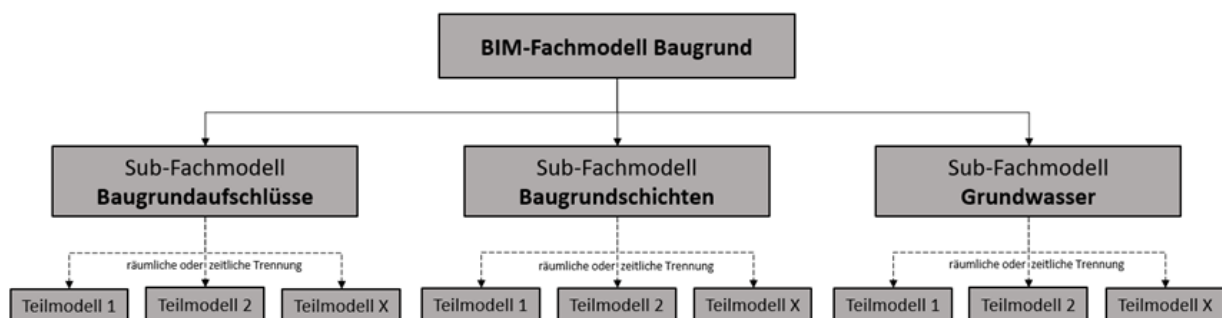 BIM-Fachmodell Baugrund
Sub-Fachmodell
Baugrundaufschlüsse
Sub-Fachmodell
Baugrundschichten
Sub-Fachmodell
Grundwasser
räumliche oder zeitliche Trennung
räumliche oder zeitliche Trennung
räumliche oder zeitliche Trennung
Teilmodell 1
Teilmodell 2
Teilmodell X
Teilmodell 1
Teilmodell 2
Teilmodell X
Teilmodell 1
Teilmodell 2
Teilmodell X